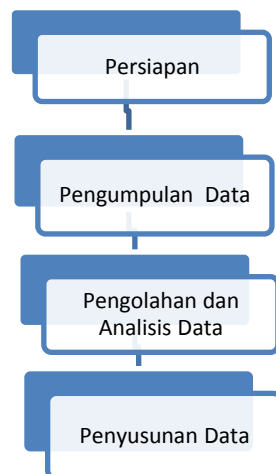 Persiapan
Pengumpulan Data
Pengolahan dan
Analisis Data
Penyusunan Data